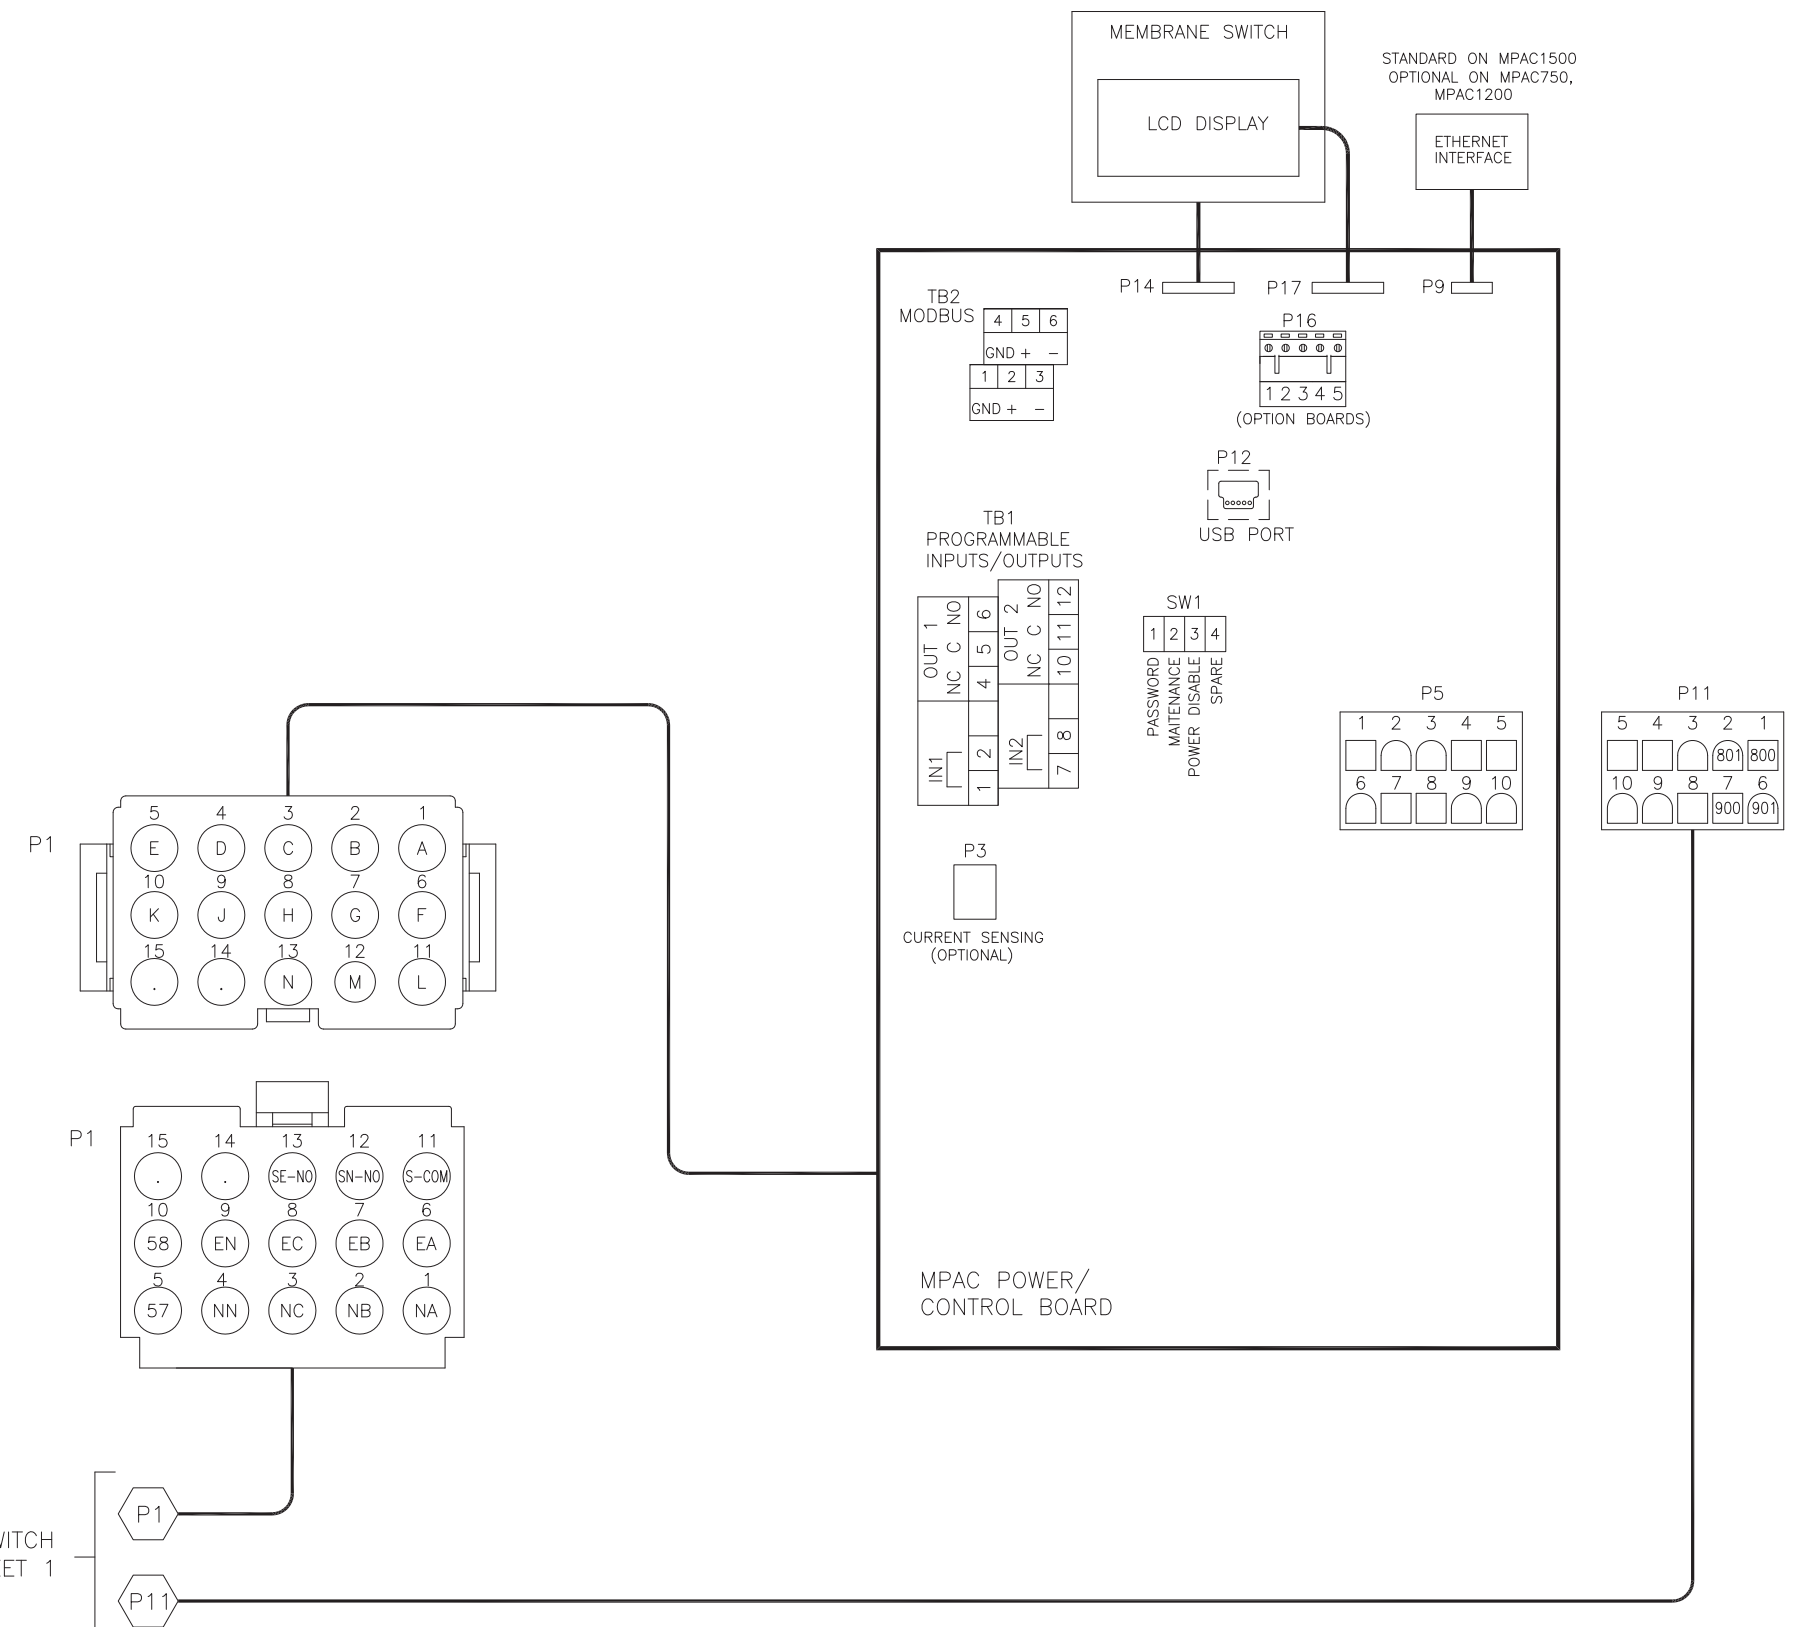 MEMBRANE SWITCH
LCD DISPLAY
STANDARD ON MPAC1500
OPTIONAL ON MPAC750,
MPAC1200
ETHERNET
INTERFACE
P14
P17
P9
TB2
MODBUS
4 5 6
GND + -
1 2 3
GND + -
P16
1 2 3 4 5
(OPTION BOARDS)
P12
USB PORT
TB1
PROGRAMMABLE
INPUTS/OUTPUTS
OUT 1
NC C NO
4 5 6
IN1
1 2
OUT 2
NC C NO
10 11 12
IN2
7 8
SW1
1 2 3 4
PASSWORD
MAITENANCE
POWER DISABLE
SPARE
P5
1 2 3 4 5
6 7 8 9 10
P11
5 4 3 2 1
801 800
10 9 8 7 6
900 901
P3
CURRENT SENSING
(OPTIONAL)
P1
5 4 3 2 1
E D C B A
10 9 8 7 6
K J H G F
15 14 13 12 11
. . N M L
P1
15 14 13 12 11
. . SE-NO SN-NO S-COM
10 9 8 7 6
58 EN EC EB EA
5 4 3 2 1
57 NN NC NB NA
MPAC POWER/
CONTROL BOARD
P1
1
P11